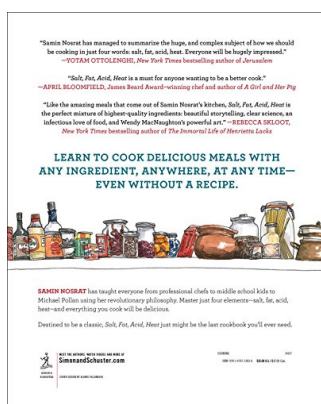 "Samin Nosrat has managed to summarize the huge, and complex subject of how we should
be cooking in just four words: salt, fat, acid, heat. Everyone will be hugely impressed."
—YOTAM OTTOLENGHI, New York Times bestselling author of Jerusalem
"Salt, Fat, Acid, Heat is a must for anyone wanting to be a better cook."
—APRIL BLOOMFIELD, James Beard Award–winning chef and author of A Girl and Her Pig
"Like the amazing meals that come out of Samin Nosrat's kitchen, Salt, Fat, Acid, Heat is
the perfect mixture of highest-quality ingredients: beautiful storytelling, clear science, an
infectious love of food, and Wendy MacNaughton's powerful art." —REBECCA SKLOOT,
New York Times bestselling author of The Immortal Life of Henrietta Lacks
LEARN TO COOK DELICIOUS MEALS WITH
ANY INGREDIENT, ANYWHERE, AT ANY TIME—
EVEN WITHOUT A RECIPE.
SAMIN NOSRAT has taught everyone from professional chefs to middle school kids to
Michael Pollan using her revolutionary philosophy. Master just four elements—salt, fat, acid,
heat—and everything you cook will be delicious.
Destined to be a classic, Salt, Fat, Acid, Heat just might be the last cookbook you'll ever need.
MEET THE AUTHORS, WATCH VIDEOS AND MORE AT
SimonandSchuster.com